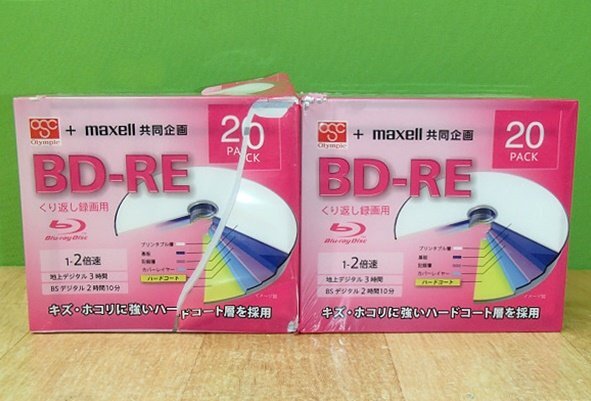 OSC
Olympic
+ maxell 共同企画
20
PACK
BD-RE
くり返し録画用
Blu-ray Disc
1-2倍速
地上デジタル3時間
BSデジタル2時間10分
プリンタブル層
基板
記録層
カバーレイヤー
ハードコート
イメージ図
キズ・ホコリに強いハードコート層を採用
OSC
Olympic
+ maxell 共同企画
20
PACK
BD-RE
くり返し録画用
Blu-ray Disc
1-2倍速
地上デジタル3時間
BSデジタル2時間10分
プリンタブル層
基板
記録層
カバーレイヤー
ハードコート
イメージ図
キズ・ホコリに強いハードコート層を採用